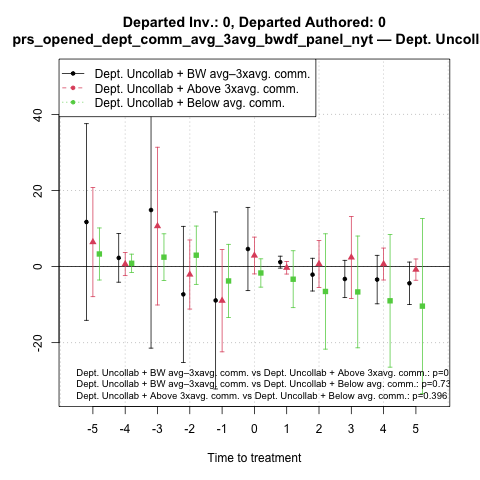 Departed Inv.: 0, Departed Authored: 0
prs_opened_dept_comm_avg_3avg_bwdf_panel_nyt — Dept. Uncoll
Dept. Uncollab + BW avg–3xavg. comm.
Dept. Uncollab + Above 3xavg. comm.
Dept. Uncollab + Below avg. comm.
40
20
0
-20
Dept. Uncollab + BW avg–3xavg. comm. vs Dept. Uncollab + Above 3xavg. comm.: p=0
Dept. Uncollab + BW avg–3xavg. comm. vs Dept. Uncollab + Below avg. comm.: p=0.73
Dept. Uncollab + Above 3xavg. comm. vs Dept. Uncollab + Below avg. comm.: p=0.396
-5 -4 -3 -2 -1 0 1 2 3 4 5
Time to treatment